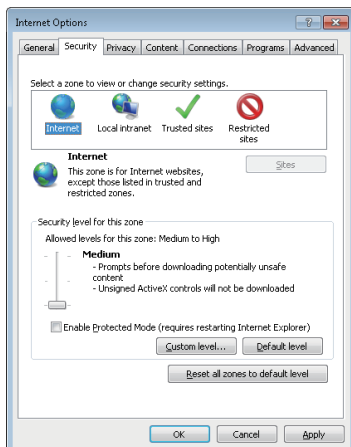 Internet Options
General Security Privacy Content Connections Programs Advanced
Select a zone to view or change security settings.
Internet Local intranet Trusted sites Restricted
sites
Internet
Sites
This zone is for Internet websites,
except those listed in trusted and
restricted zones.
Security level for this zone
Allowed levels for this zone: Medium to High
Medium
- Prompts before downloading potentially unsafe
content
- Unsigned ActiveX controls will not be downloaded
Enable Protected Mode (requires restarting Internet Explorer)
Custom level... Default level
Reset all zones to default level
OK Cancel Apply